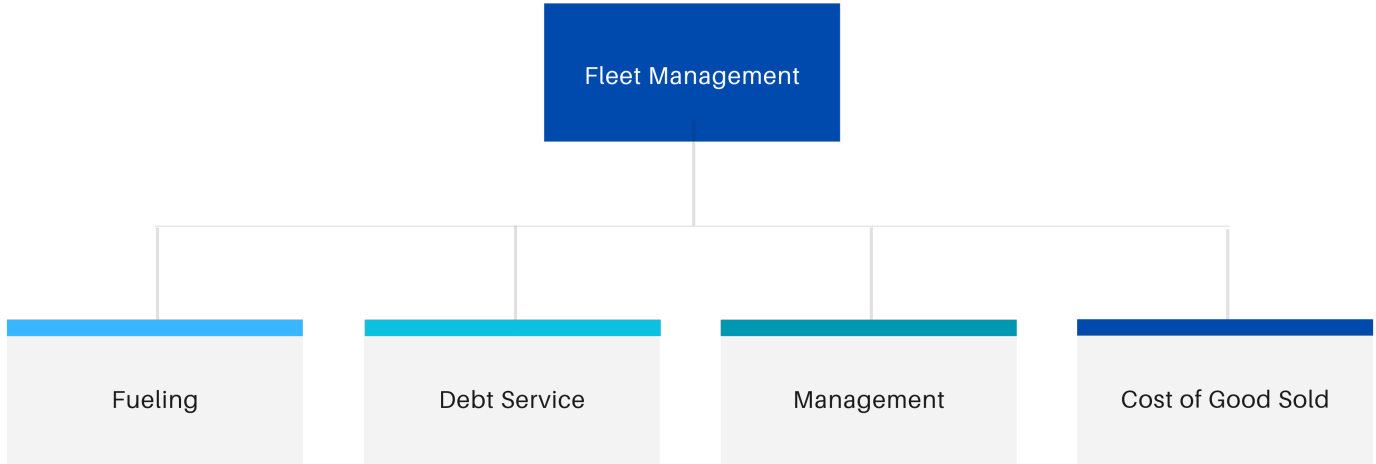 Fleet Management
Fueling
Debt Service
Management
Cost of Good Sold